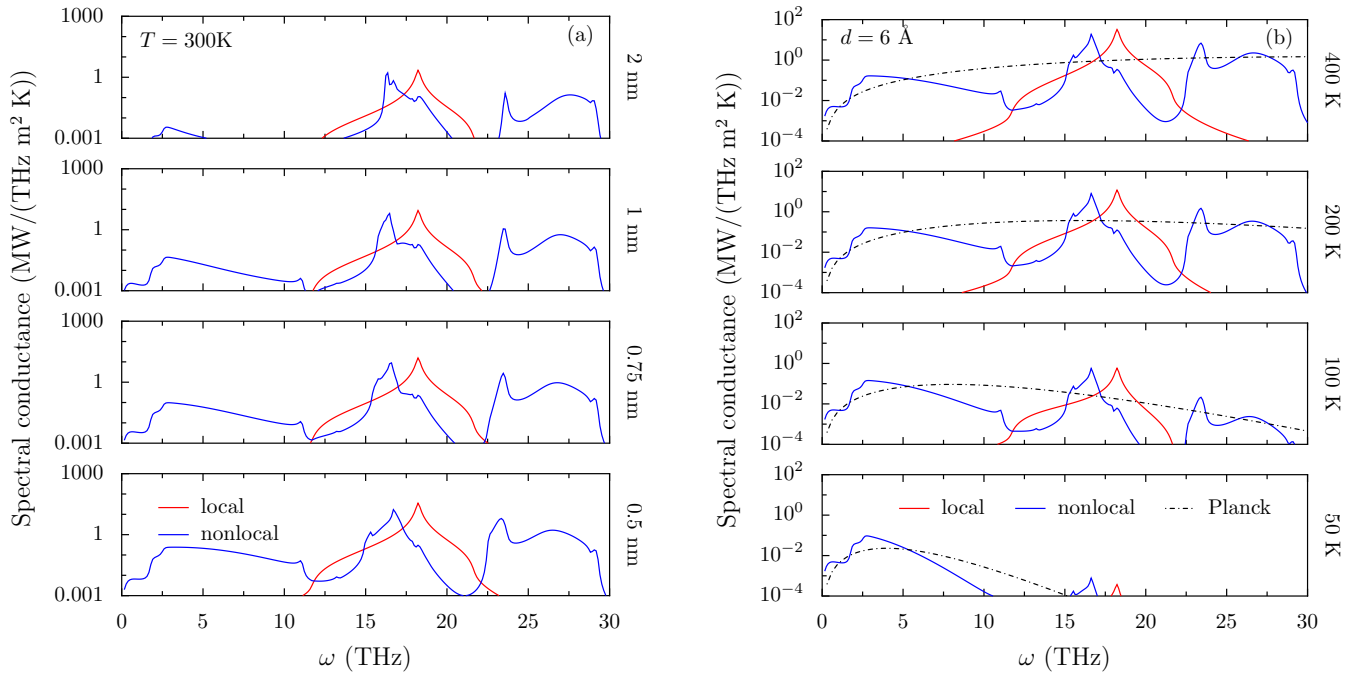 Spectral conductance (MW/(THz m² K))
T = 300K
(a)
1000
1
0.001
2 nm
1000
1
0.001
1 nm
1000
1
0.001
0.75 nm
1000
1
0.001
local
nonlocal
0.5 nm
0 5 10 15 20 25 30
ω (THz)
Spectral conductance (MW/(THz m² K))
d = 6 Å
(b)
10²
10⁰
10⁻²
10⁻⁴
400 K
10²
10⁰
10⁻²
10⁻⁴
200 K
10²
10⁰
10⁻²
10⁻⁴
100 K
10²
10⁰
10⁻²
10⁻⁴
local nonlocal Planck
50 K
0 5 10 15 20 25 30
ω (THz)